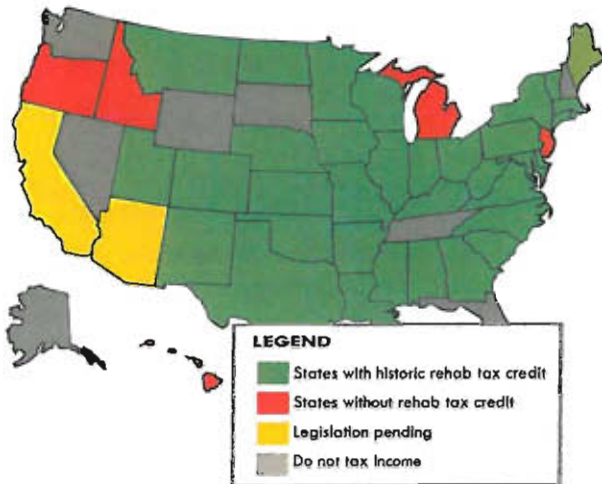 LEGEND
States with historic rehab tax credit
States without rehab tax credit
Legislation pending
Do not tax Income